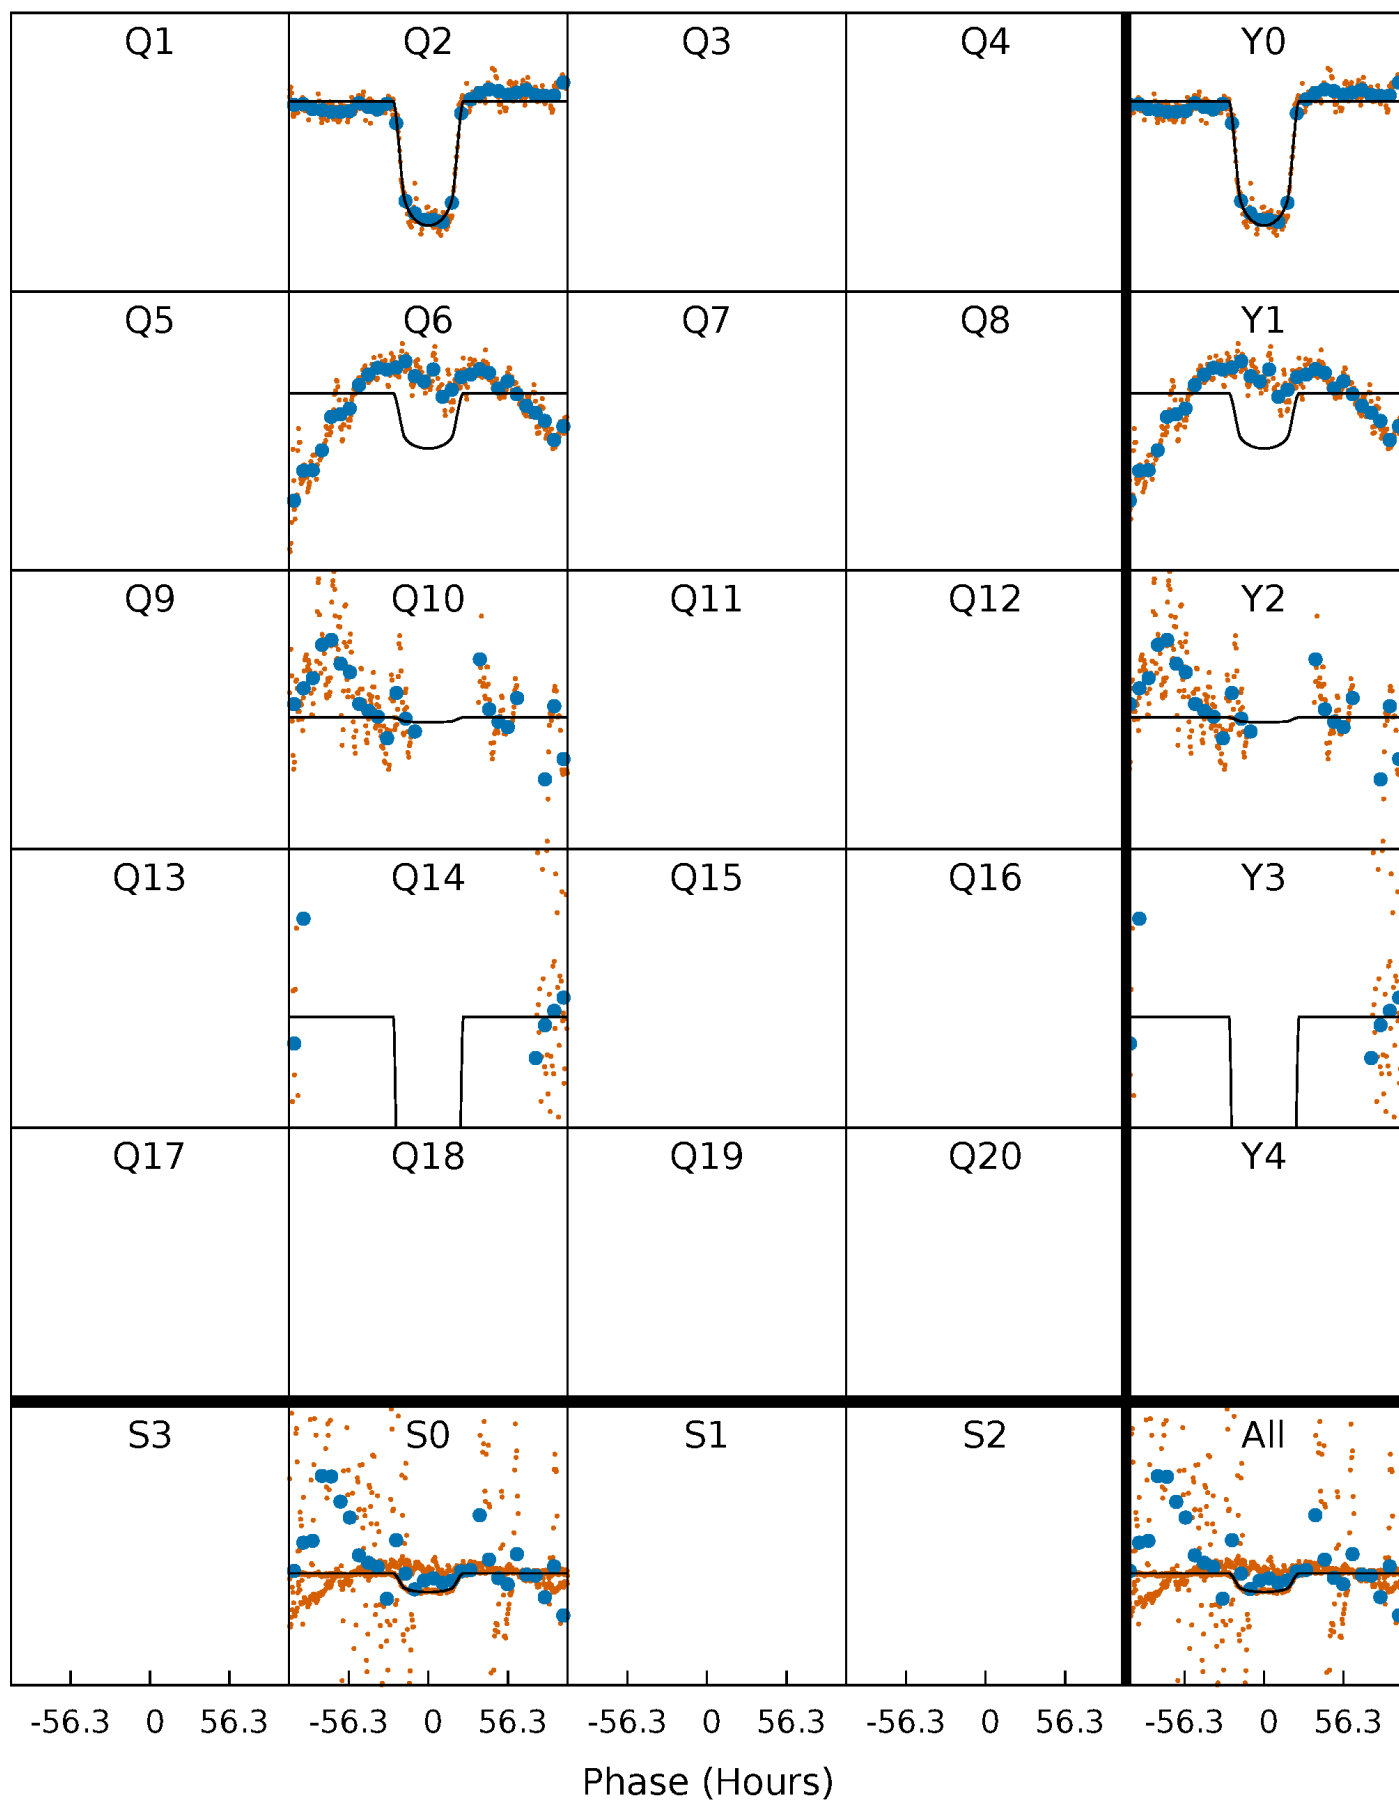 Q1 Q2 Q3 Q4 Y0
Q5 Q6 Q7 Q8 Y1
Q9 Q10 Q11 Q12 Y2
Q13 Q14 Q15 Q16 Y3
Q17 Q18 Q19 Q20 Y4
S3 S0 S1 S2 All
-56.3 0 56.3 -56.3 0 56.3 -56.3 0 56.3 -56.3 0 56.3 -56.3 0 56.3
Phase (Hours)